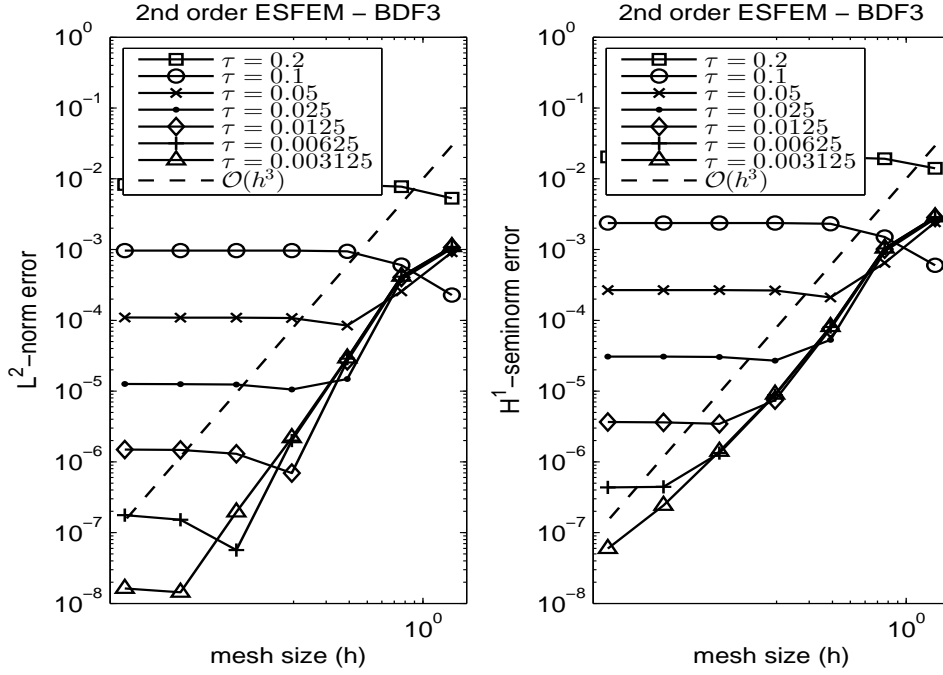 2nd order ESFEM − BDF3
10⁰
10⁻¹
10⁻²
10⁻³
10⁻⁴
10⁻⁵
10⁻⁶
10⁻⁷
10⁻⁸
L²−norm error
τ = 0.2
τ = 0.1
τ = 0.05
τ = 0.025
τ = 0.0125
τ = 0.00625
τ = 0.003125
𝒪(h³)
10⁰
mesh size (h)
2nd order ESFEM − BDF3
10⁰
10⁻¹
10⁻²
10⁻³
10⁻⁴
10⁻⁵
10⁻⁶
10⁻⁷
10⁻⁸
H¹−seminorm error
τ = 0.2
τ = 0.1
τ = 0.05
τ = 0.025
τ = 0.0125
τ = 0.00625
τ = 0.003125
𝒪(h³)
10⁰
mesh size (h)